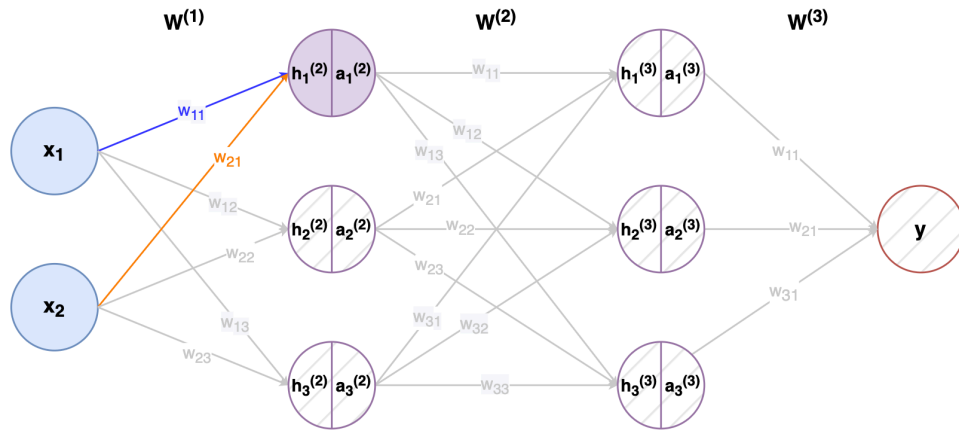 W⁽¹⁾ W⁽²⁾ W⁽³⁾
h₁⁽²⁾ a₁⁽²⁾ w₁₁ h₁⁽³⁾ a₁⁽³⁾
w₁₁
w₁₂
x₁ w₂₁ w₁₃ w₁₁
w₂₁
w₁₂
h₂⁽²⁾ a₂⁽²⁾ w₂₂ h₂⁽³⁾ a₂⁽³⁾ w₂₁ y
w₂₂
w₂₃
w₃₁
x₂
w₁₃ w₃₁ w₃₂
w₂₃
h₃⁽²⁾ a₃⁽²⁾ w₃₃ h₃⁽³⁾ a₃⁽³⁾